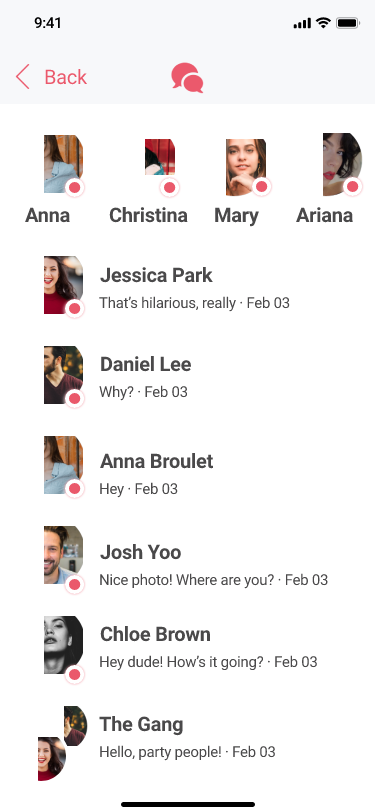 9:41
Back
Anna Christina Mary Ariana
Jessica Park
That's hilarious, really · Feb 03
Daniel Lee
Why? · Feb 03
Anna Broulet
Hey · Feb 03
Josh Yoo
Nice photo! Where are you? · Feb 03
Chloe Brown
Hey dude! How's it going? · Feb 03
The Gang
Hello, party people! · Feb 03